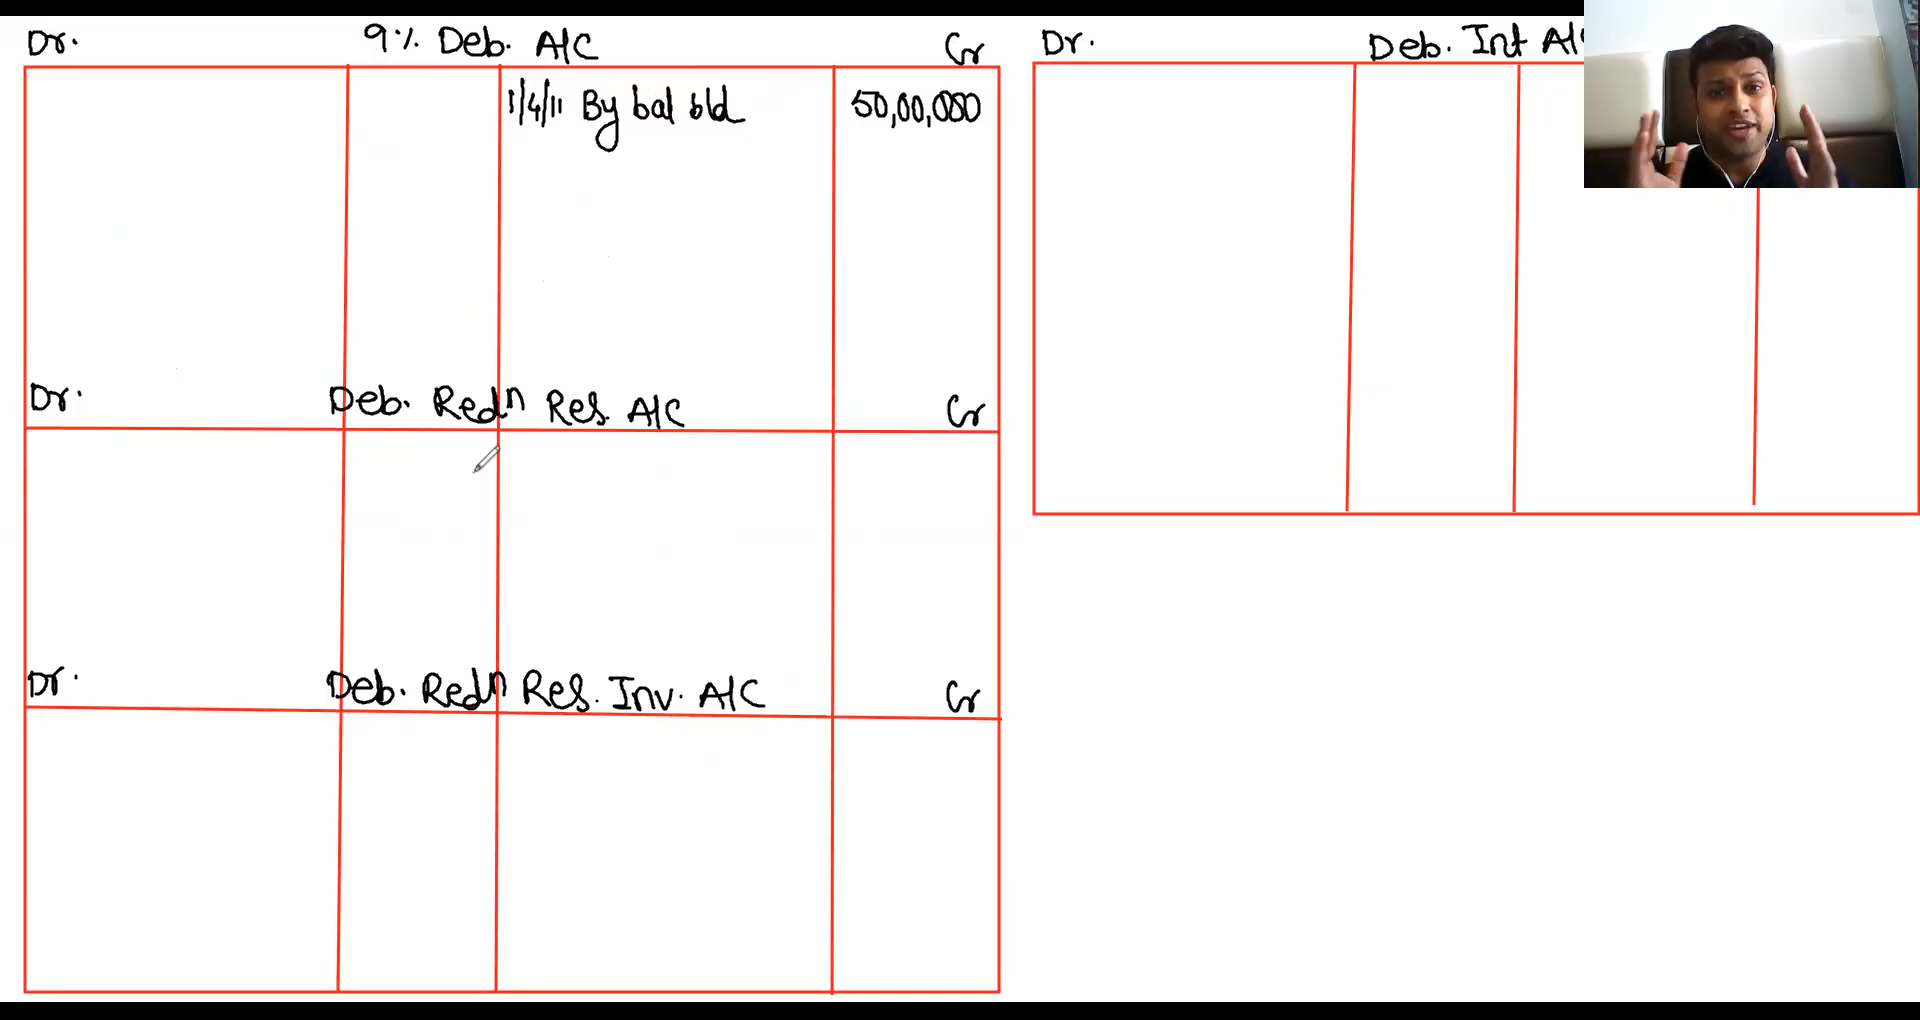 Dr. 9% Deb. A/C Cr
1/4/11 By bal b/d 50,00,000
Dr. Deb. Redn Res. A/C Cr
Dr. Deb. Redn Res. Inv. A/C Cr
Dr. Deb. Int A/C